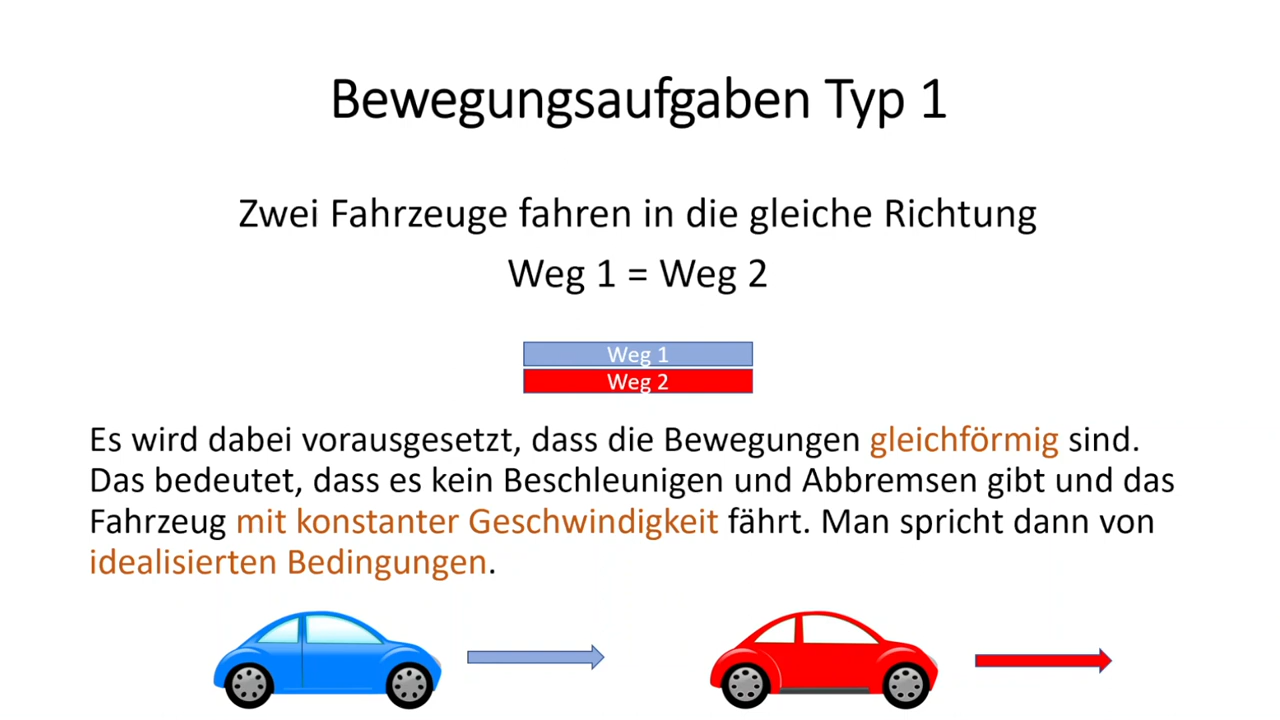 Bewegungsaufgaben Typ 1
Zwei Fahrzeuge fahren in die gleiche Richtung
Weg 1 = Weg 2
Weg 1
Weg 2
Es wird dabei vorausgesetzt, dass die Bewegungen gleichförmig sind.
Das bedeutet, dass es kein Beschleunigen und Abbremsen gibt und das
Fahrzeug mit konstanter Geschwindigkeit fährt. Man spricht dann von
idealisierten Bedingungen.